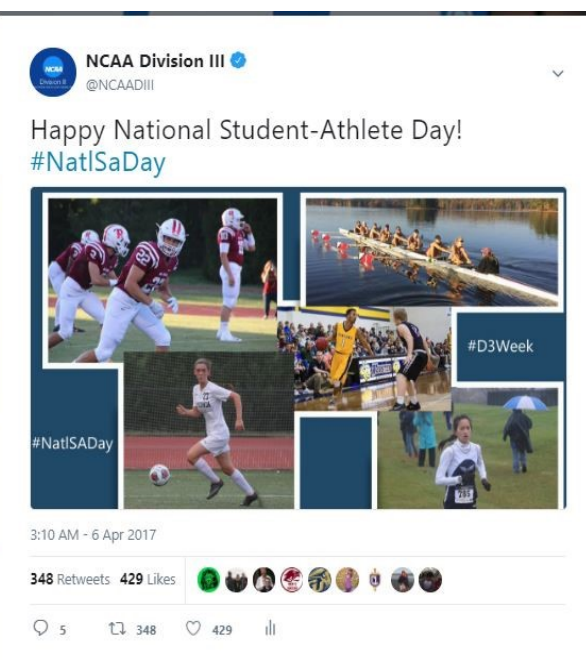 NCAA Division III
@NCAADIII
Happy National Student-Athlete Day!
#NatlSaDay
#D3Week
#NatlSADay
3:10 AM - 6 Apr 2017
348 Retweets 429 Likes
5 348 429